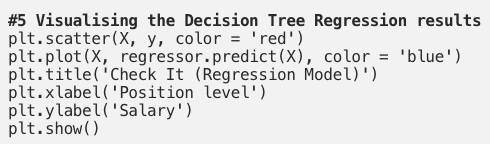 #5 Visualising the Decision Tree Regression results
plt.scatter(X, y, color = 'red')
plt.plot(X, regressor.predict(X), color = 'blue')
plt.title('Check It (Regression Model)')
plt.xlabel('Position level')
plt.ylabel('Salary')
plt.show()